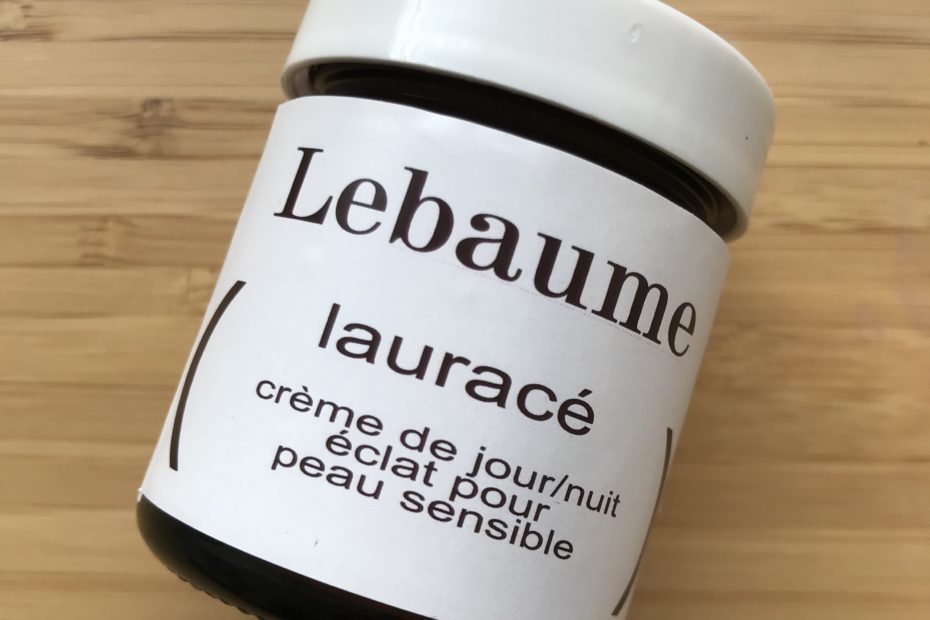 Lebaume
lauracé
crème de jour/nuit
éclat pour
peau sensible